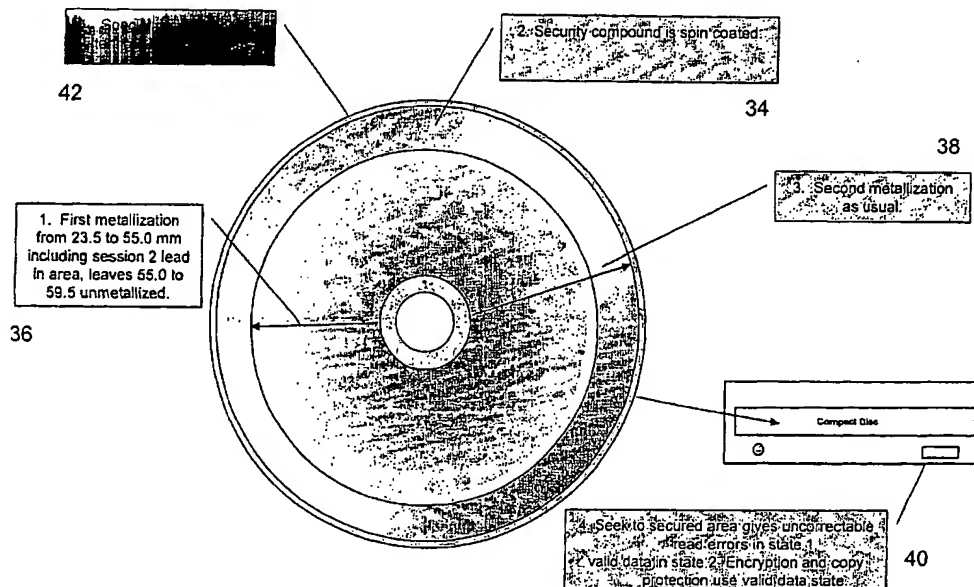 2. Security compound is spin coated.
42
34
38
3. Second metallization
as usual.
1. First metallization
from 23.5 to 55.0 mm
including session 2 lead
in area, leaves 55.0 to
59.5 unmetallized.
36
Compact Disc
4. Seek to secured area gives uncorrectable
read errors in state 1
valid data in state 2. Encryption and copy
protection use valid data state.
40